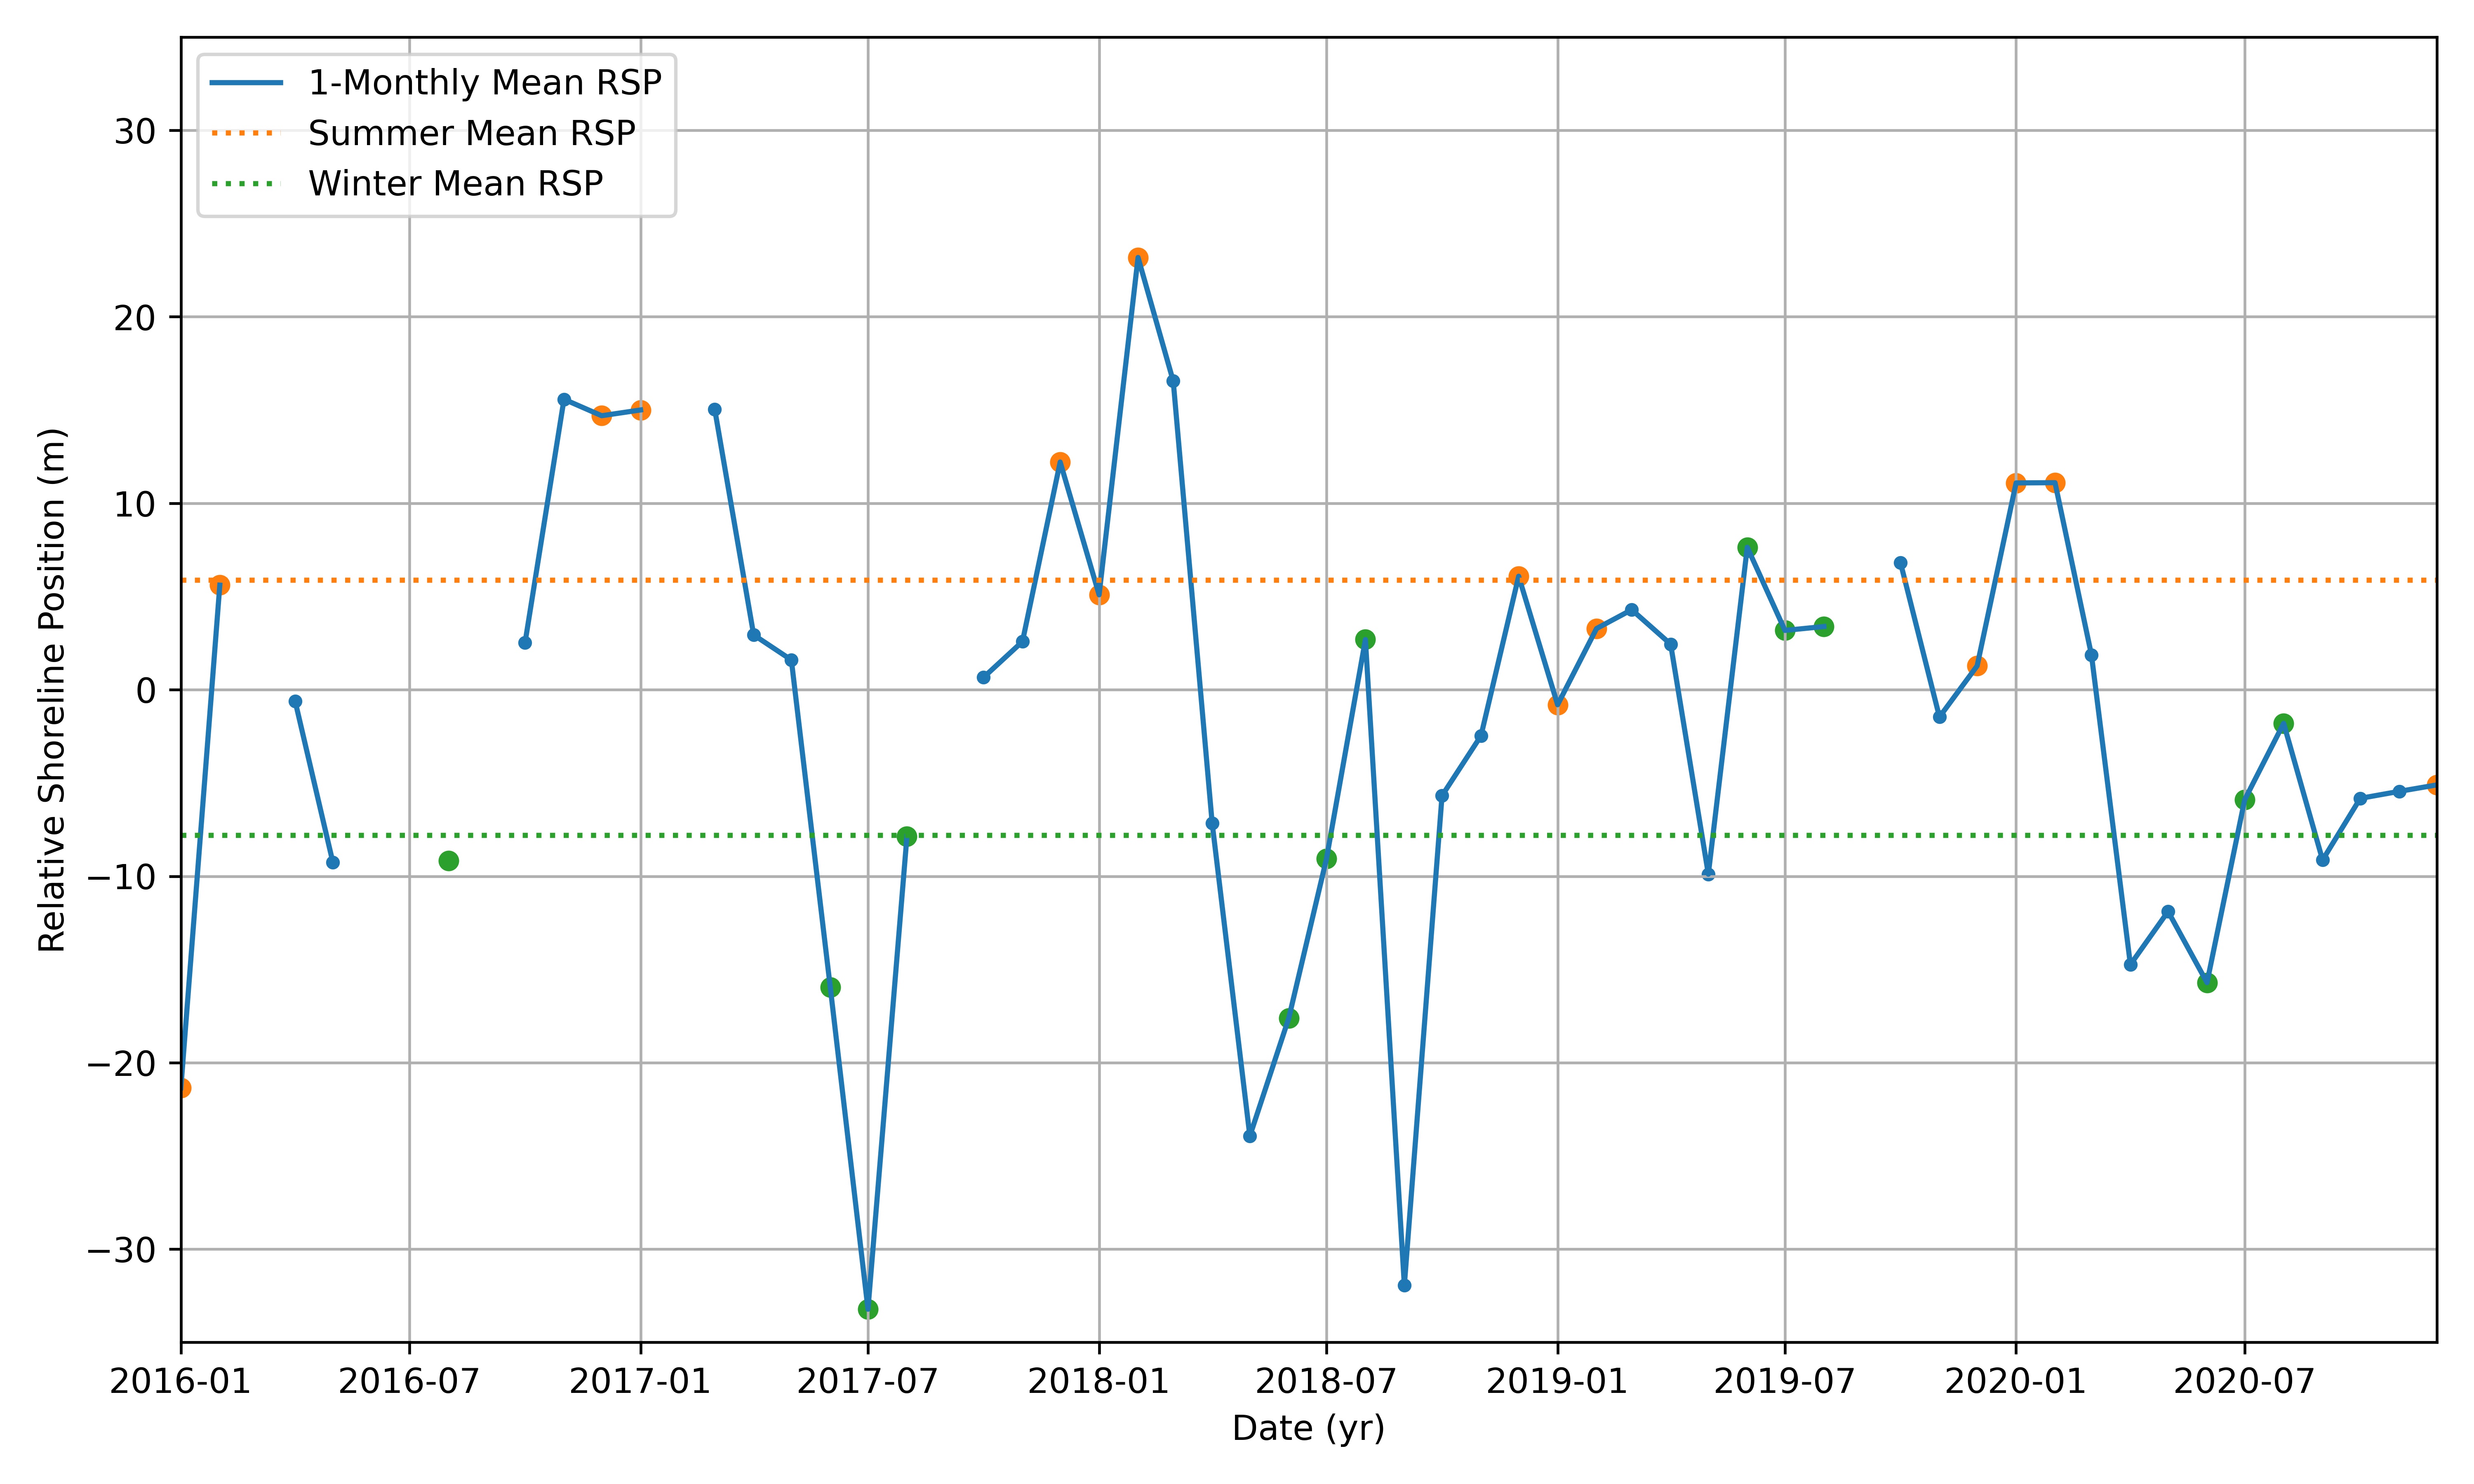 1-Monthly Mean RSP
Summer Mean RSP
Winter Mean RSP
30
20
10
0
−10
−20
−30
Relative Shoreline Position (m)
2016-01 2016-07 2017-01 2017-07 2018-01 2018-07 2019-01 2019-07 2020-01 2020-07
Date (yr)